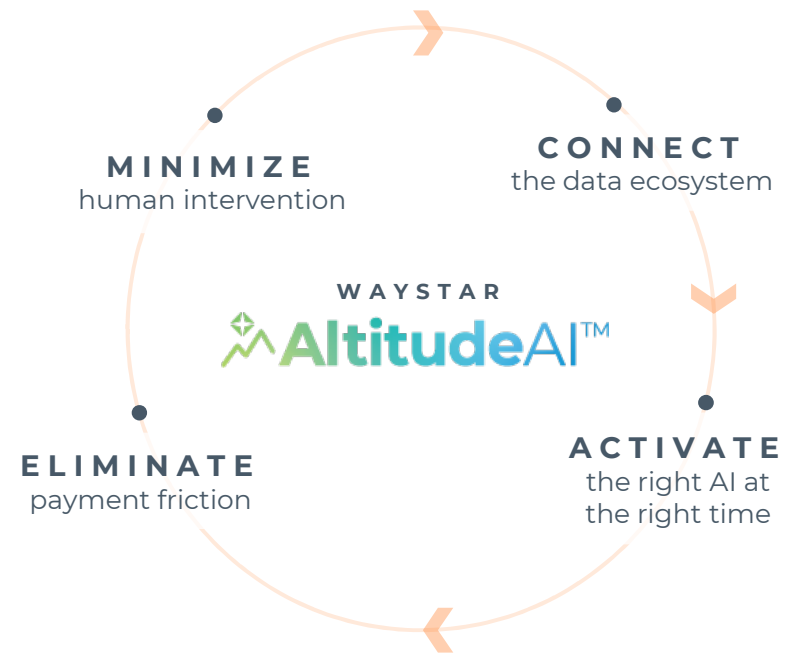 MINIMIZE
human intervention
CONNECT
the data ecosystem
WAYSTAR
AltitudeAI™
ELIMINATE
payment friction
ACTIVATE
the right AI at
the right time